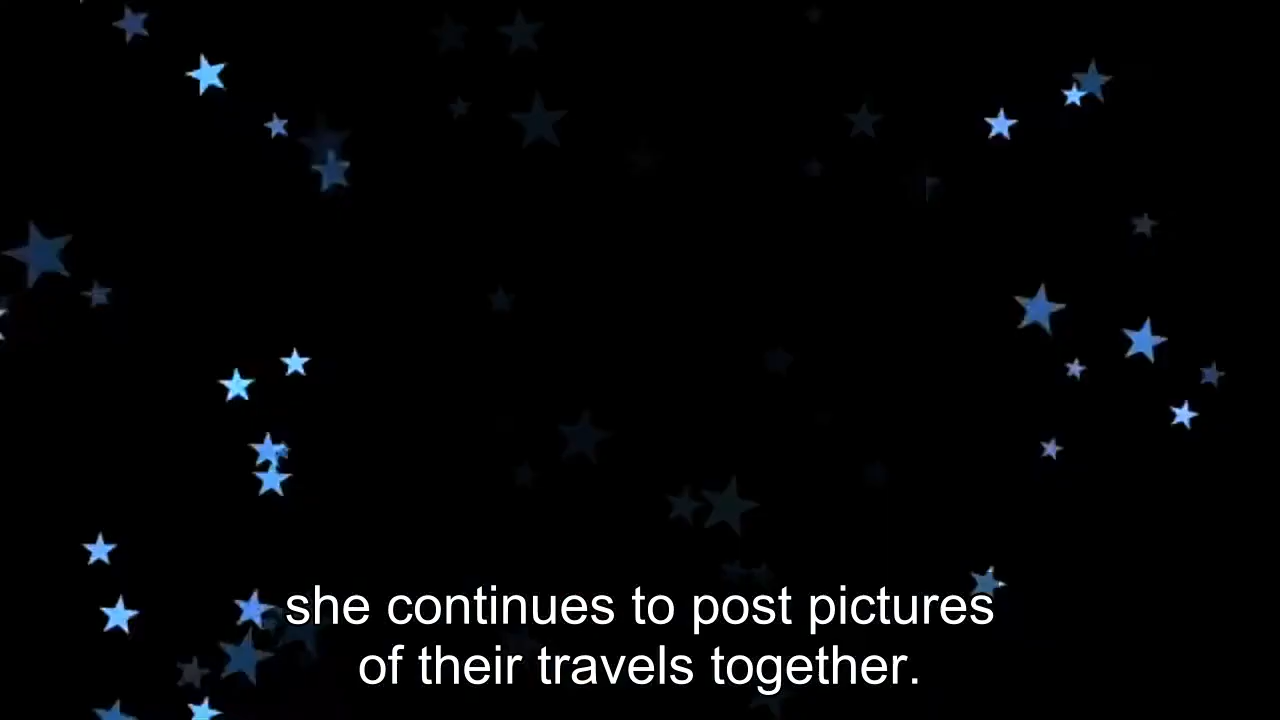 she continues to post pictures
of their travels together.